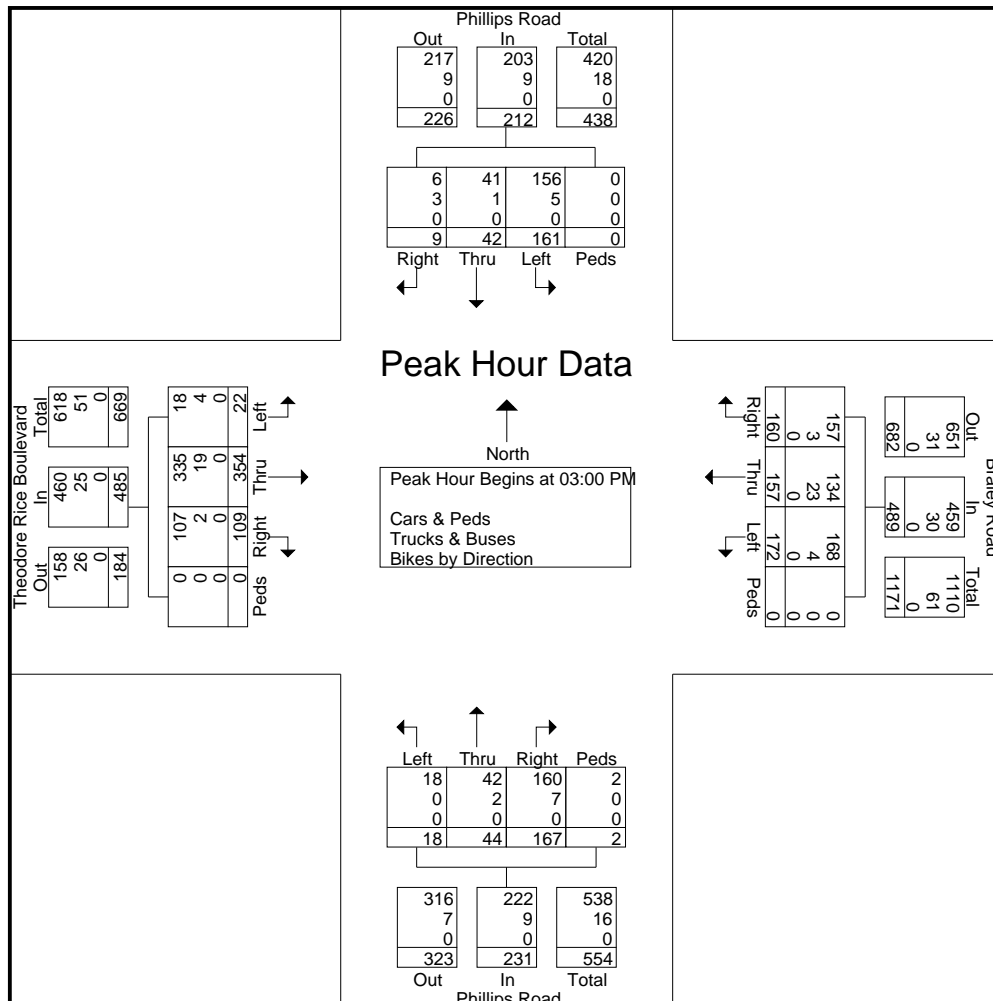 Phillips Road
Out In Total
217 203 420
9 9 18
0 0 0
226 212 438
6 41 156 0
3 1 5 0
0 0 0 0
9 42 161 0
Right Thru Left Peds
Peak Hour Data
North
Peak Hour Begins at 03:00 PM
Cars & Peds
Trucks & Buses
Bikes by Direction
Theodore Rice Boulevard
Out In Total
158 460 618
26 25 51
0 0 0
184 485 669
Peds Right Thru Left
0 107 335 18
0 2 19 4
0 0 0 0
0 109 354 22
Braley Road
Out In Total
651 459 1110
31 30 61
0 0 0
682 489 1171
157 134 168 0
3 23 4 0
0 0 0 0
160 157 172 0
Right Thru Left Peds
Left Thru Right Peds
18 42 160 2
0 2 7 0
0 0 0 0
18 44 167 2
316 222 538
7 9 16
0 0 0
323 231 554
Out In Total
Phillips Road